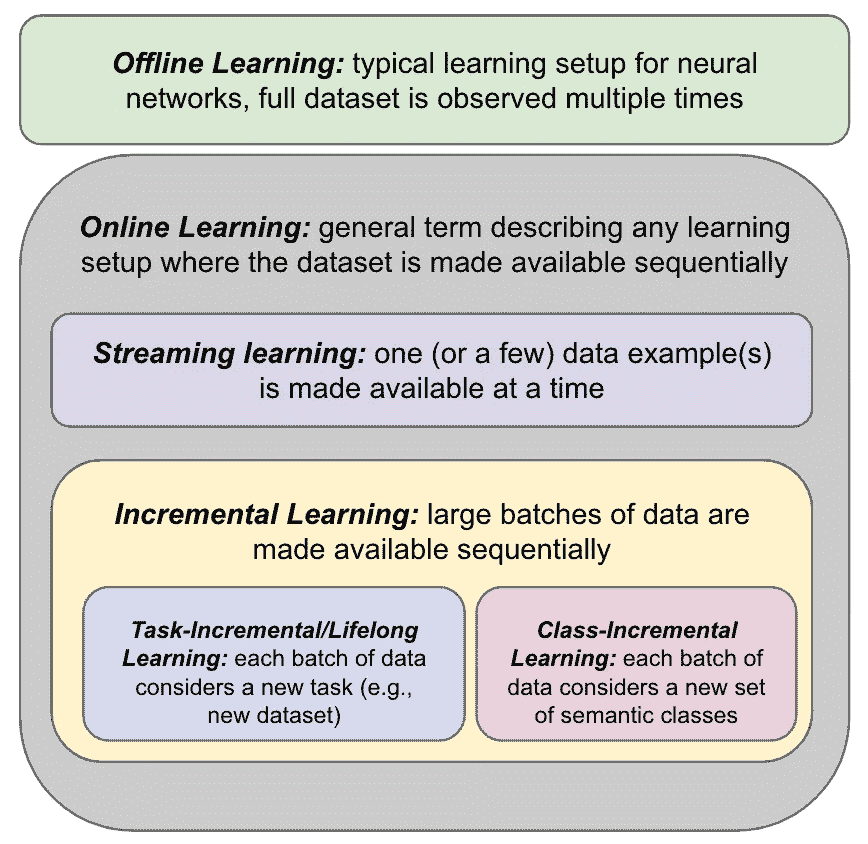 Offline Learning: typical learning setup for neural
networks, full dataset is observed multiple times
Online Learning: general term describing any learning
setup where the dataset is made available sequentially
Streaming learning: one (or a few) data example(s)
is made available at a time
Incremental Learning: large batches of data are
made available sequentially
Task-Incremental/Lifelong
Learning: each batch of data
considers a new task (e.g.,
new dataset)
Class-Incremental
Learning: each batch of
data considers a new set
of semantic classes